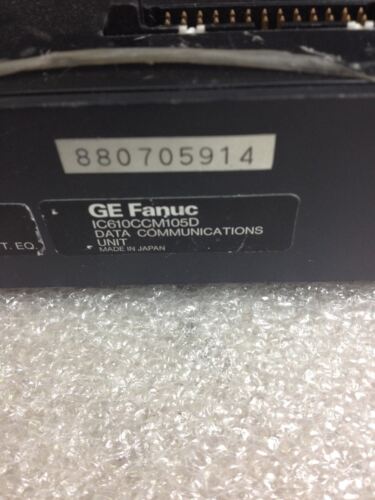 880705914
GE Fanuc
IC610CCM105D
DATA COMMUNICATIONS
UNIT
MADE IN JAPAN
T. EQ.